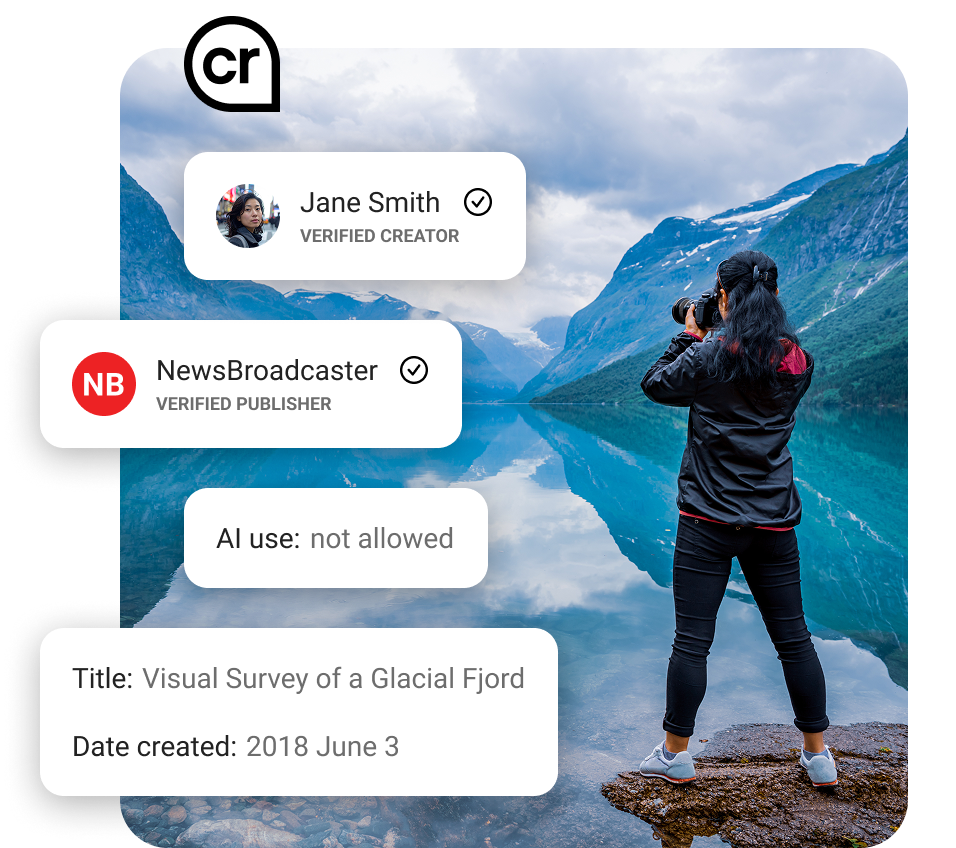 cr
Jane Smith
VERIFIED CREATOR
NB
NewsBroadcaster
VERIFIED PUBLISHER
AI use: not allowed
Title: Visual Survey of a Glacial Fjord
Date created: 2018 June 3